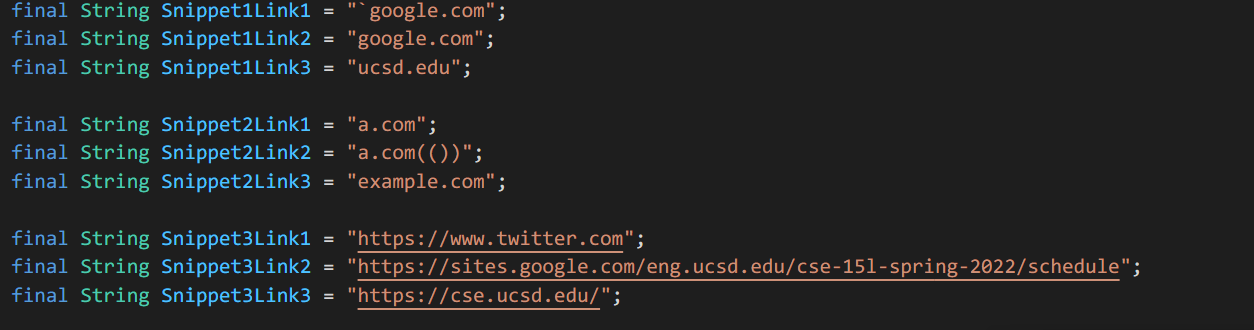 final String Snippet1Link1 = "`google.com";
final String Snippet1Link2 = "google.com";
final String Snippet1Link3 = "ucsd.edu";
final String Snippet2Link1 = "a.com";
final String Snippet2Link2 = "a.com(())";
final String Snippet2Link3 = "example.com";
final String Snippet3Link1 = "https://www.twitter.com";
final String Snippet3Link2 = "https://sites.google.com/eng.ucsd.edu/cse-15l-spring-2022/schedule";
final String Snippet3Link3 = "https://cse.ucsd.edu/";